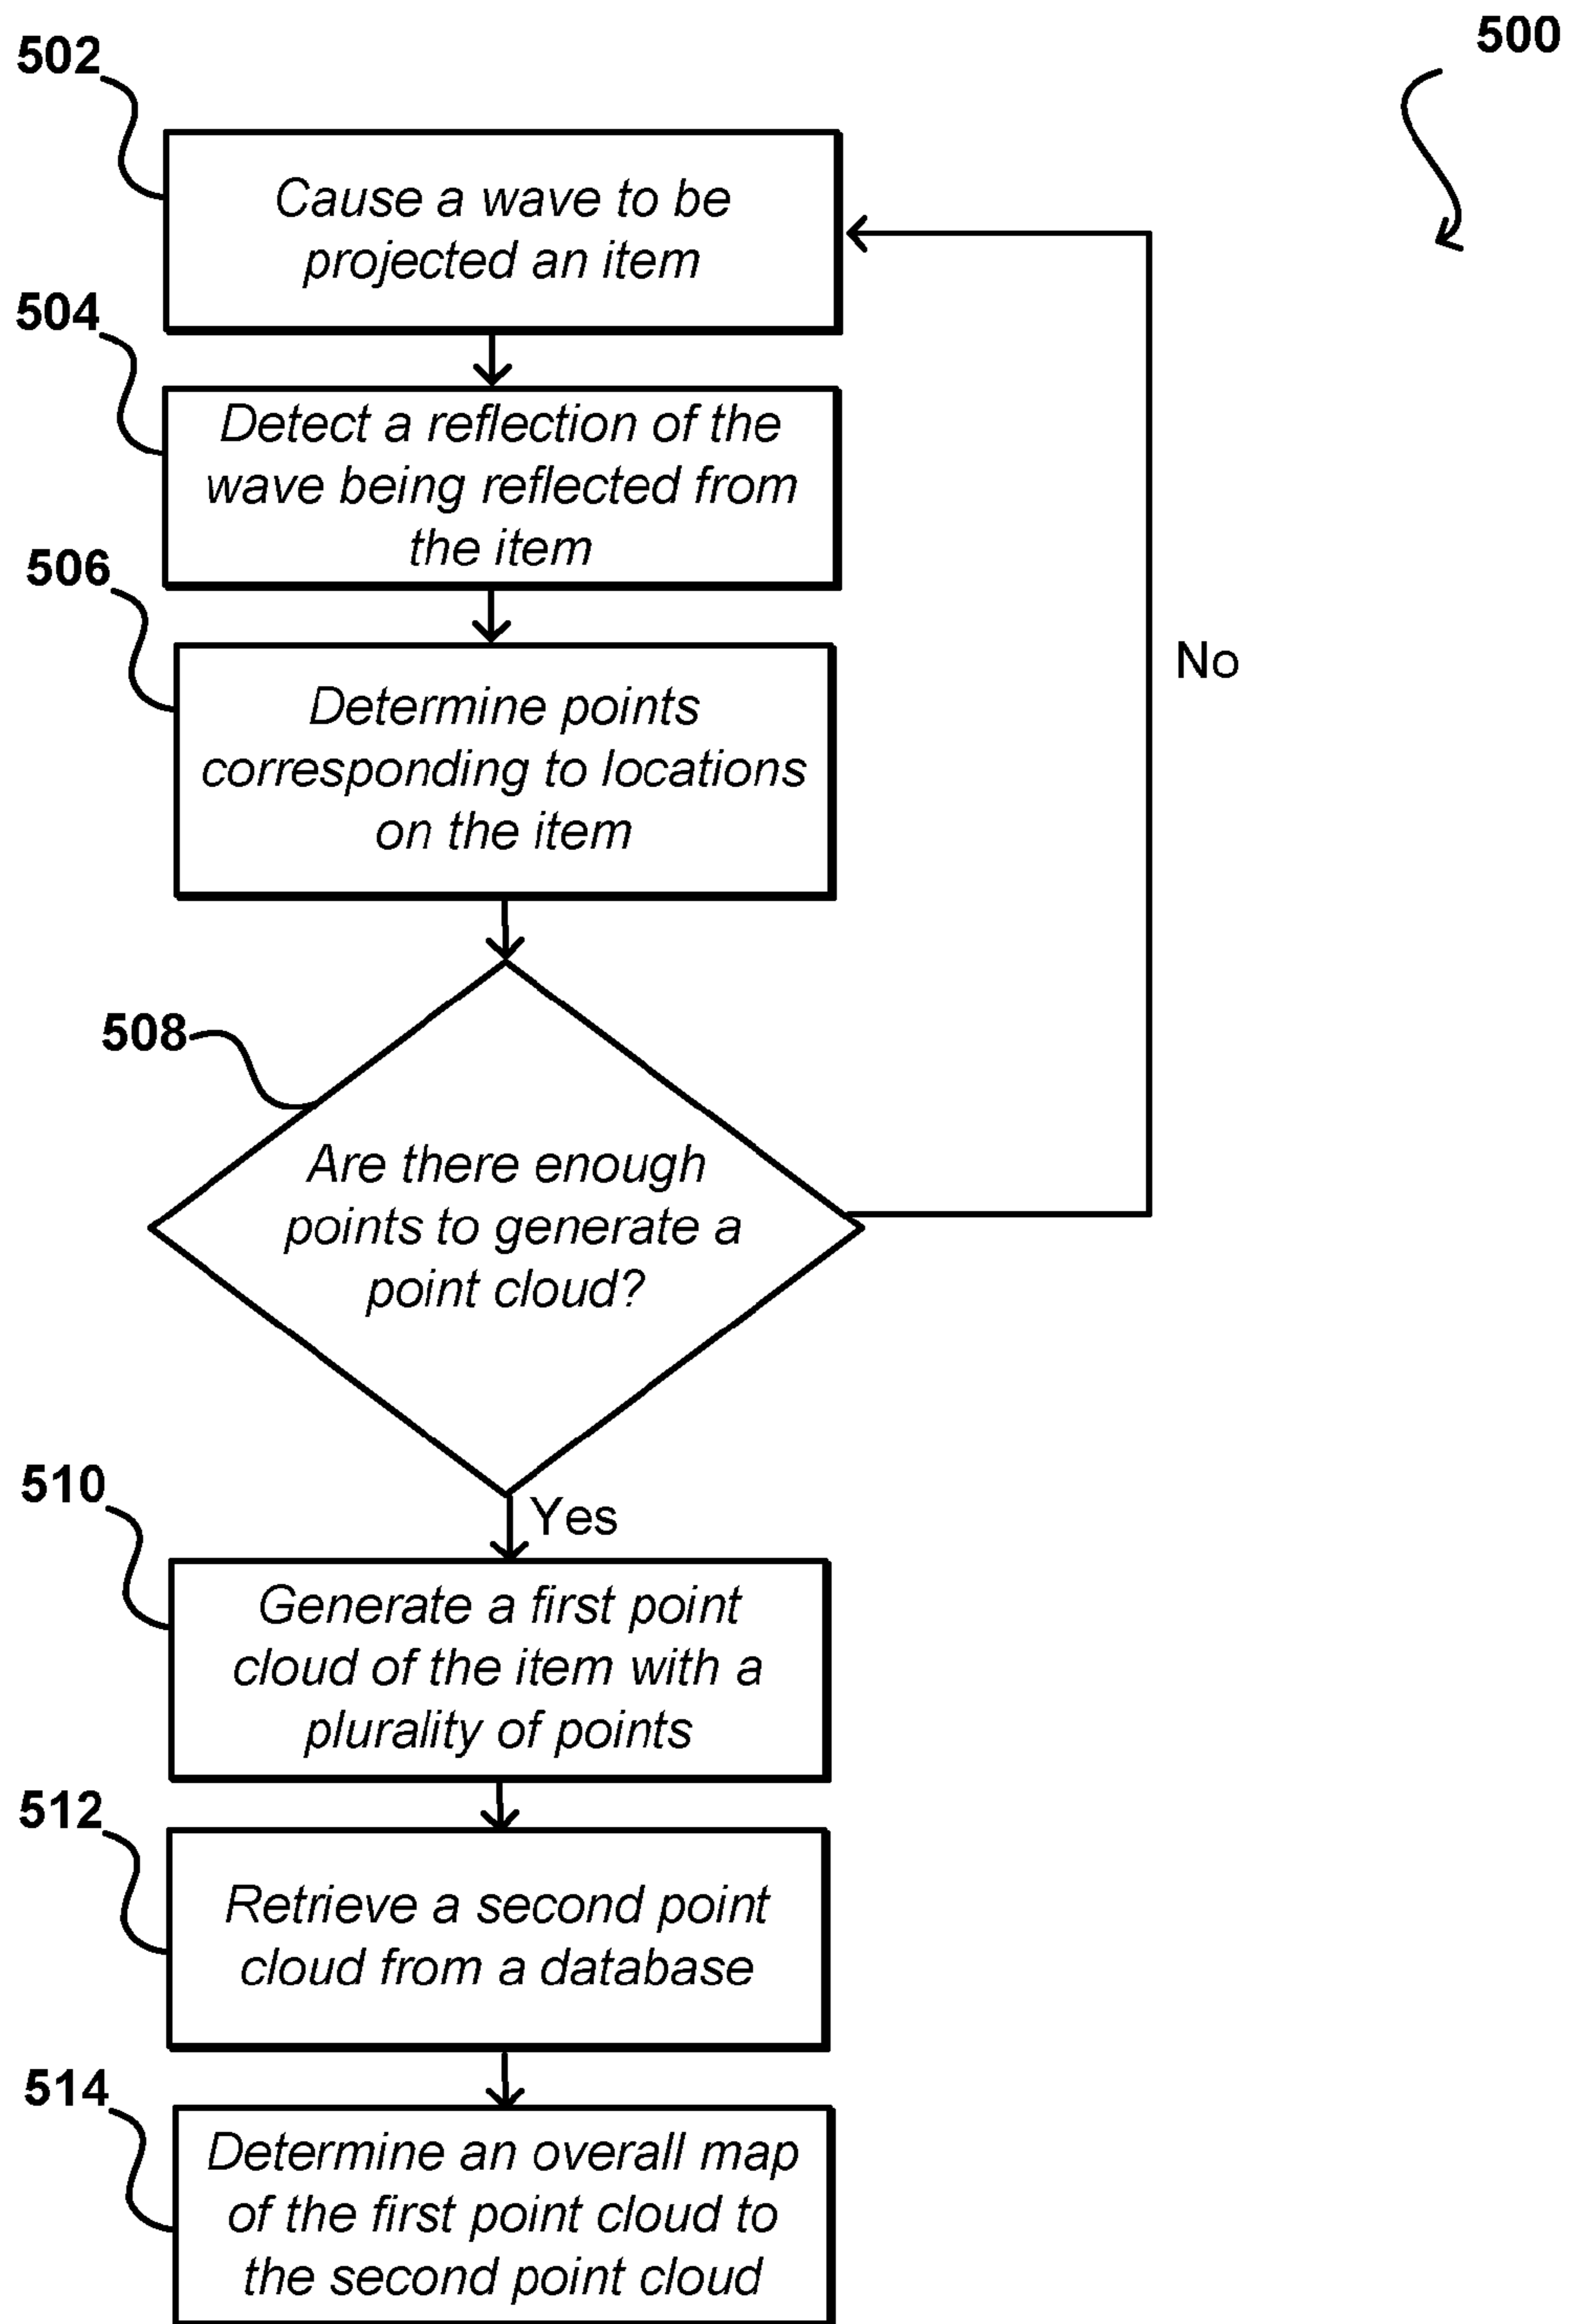 500
502
Cause a wave to be
projected an item
504
Detect a reflection of the
wave being reflected from
the item
506
Determine points
corresponding to locations
on the item
No
508
Are there enough
points to generate a
point cloud?
Yes
510
Generate a first point
cloud of the item with a
plurality of points
512
Retrieve a second point
cloud from a database
514
Determine an overall map
of the first point cloud to
the second point cloud